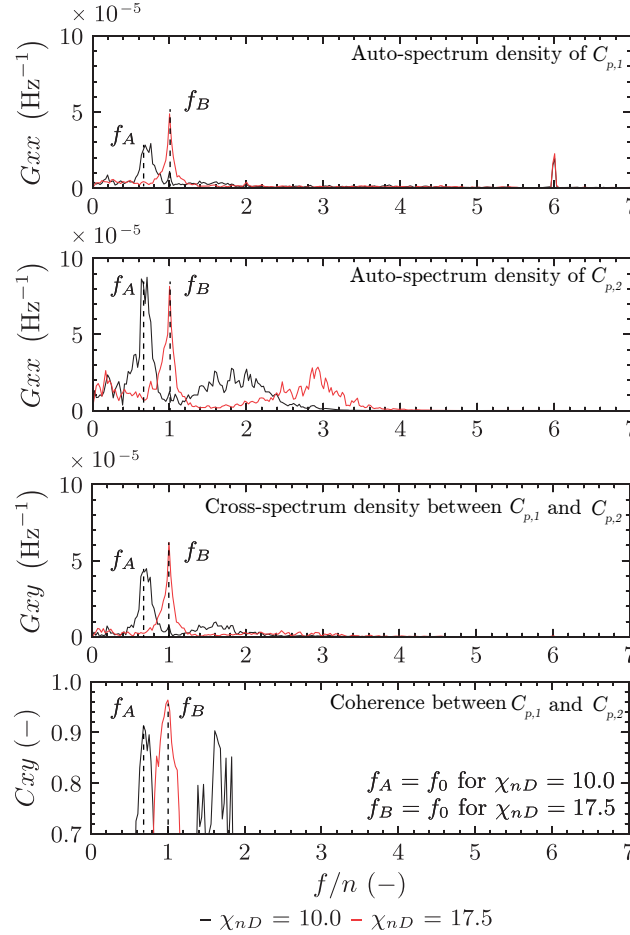 × 10⁻⁵
10
Auto-spectrum density of C_{p,1}
Gxx (Hz⁻¹)
f_A
f_B
5
0
0 1 2 3 4 5 6 7
× 10⁻⁵
10
Auto-spectrum density of C_{p,2}
Gxx (Hz⁻¹)
f_A
f_B
5
0
0 1 2 3 4 5 6 7
× 10⁻⁵
10
Cross-spectrum density between C_{p,1} and C_{p,2}
Gxy (Hz⁻¹)
f_A
f_B
5
0
0 1 2 3 4 5 6 7
1.0
Coherence between C_{p,1} and C_{p,2}
Cxy (−)
f_A
f_B
0.9
0.8
0.7
f_A = f_0 for χ_{nD} = 10.0
f_B = f_0 for χ_{nD} = 17.5
0 1 2 3 4 5 6 7
f/n (−)
− χ_{nD} = 10.0 − χ_{nD} = 17.5